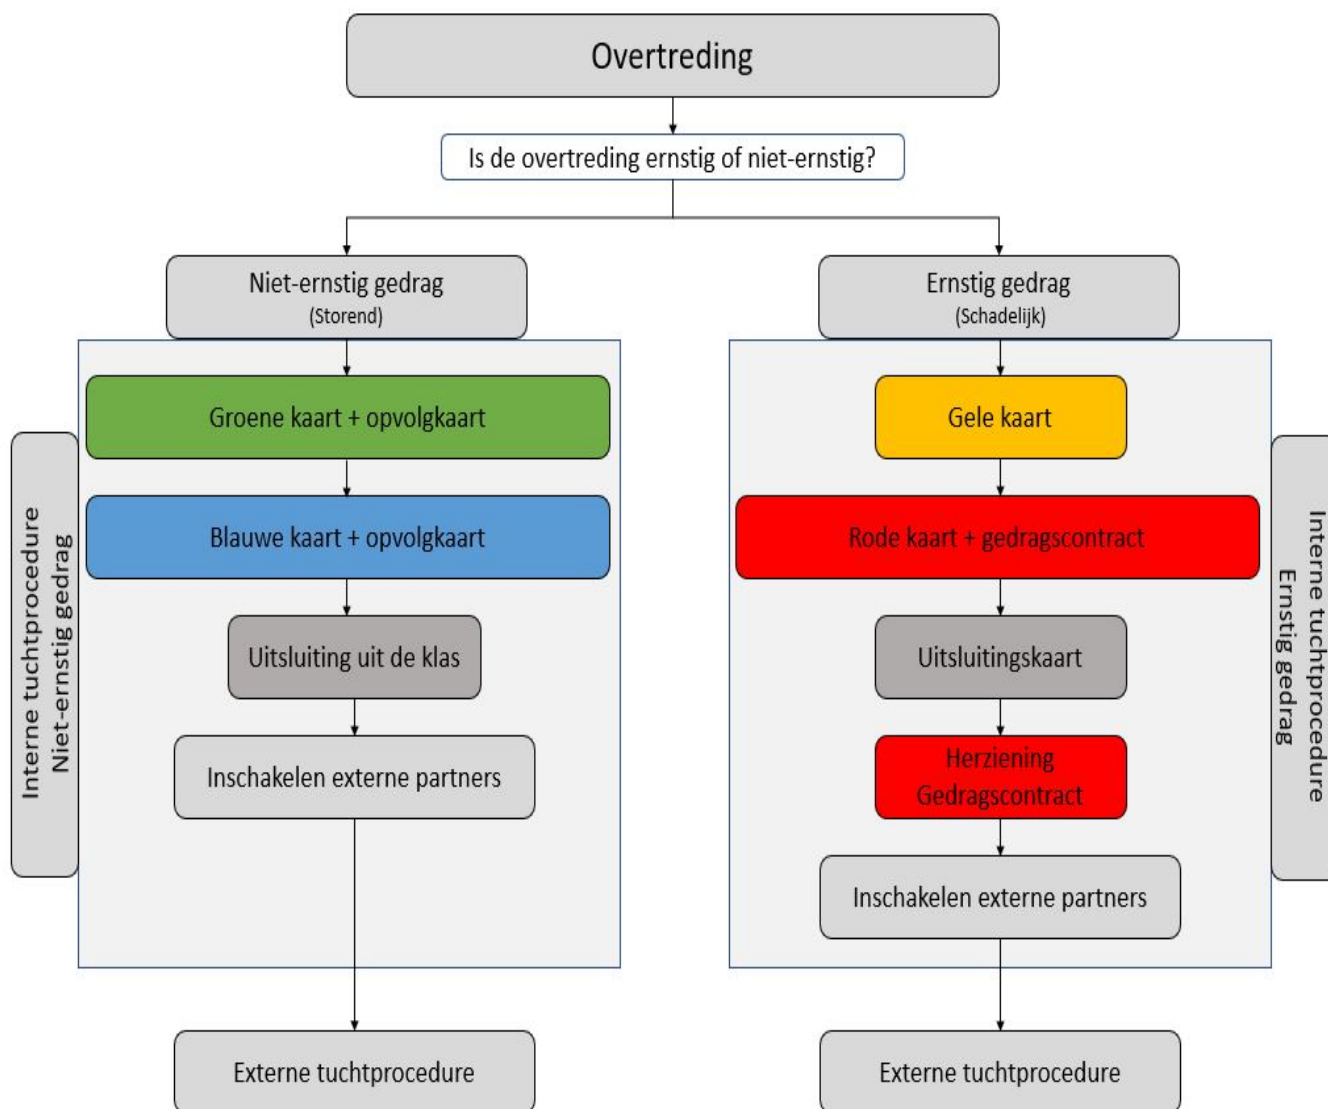 Overtreding
Is de overtreding ernstig of niet-ernstig?
Niet-ernstig gedrag
(Storend)
Groene kaart + opvolgkaart
Blauwe kaart + opvolgkaart
Uitsluiting uit de klas
Inschakelen externe partners
Externe tuchtprocedure
Interne tuchtprocedure
Niet-ernstig gedrag
Ernstig gedrag
(Schadelijk)
Gele kaart
Rode kaart + gedragscontract
Uitsluitingskaart
Herziening
Gedragscontract
Inschakelen externe partners
Externe tuchtprocedure
Interne tuchtprocedure
Ernstig gedrag